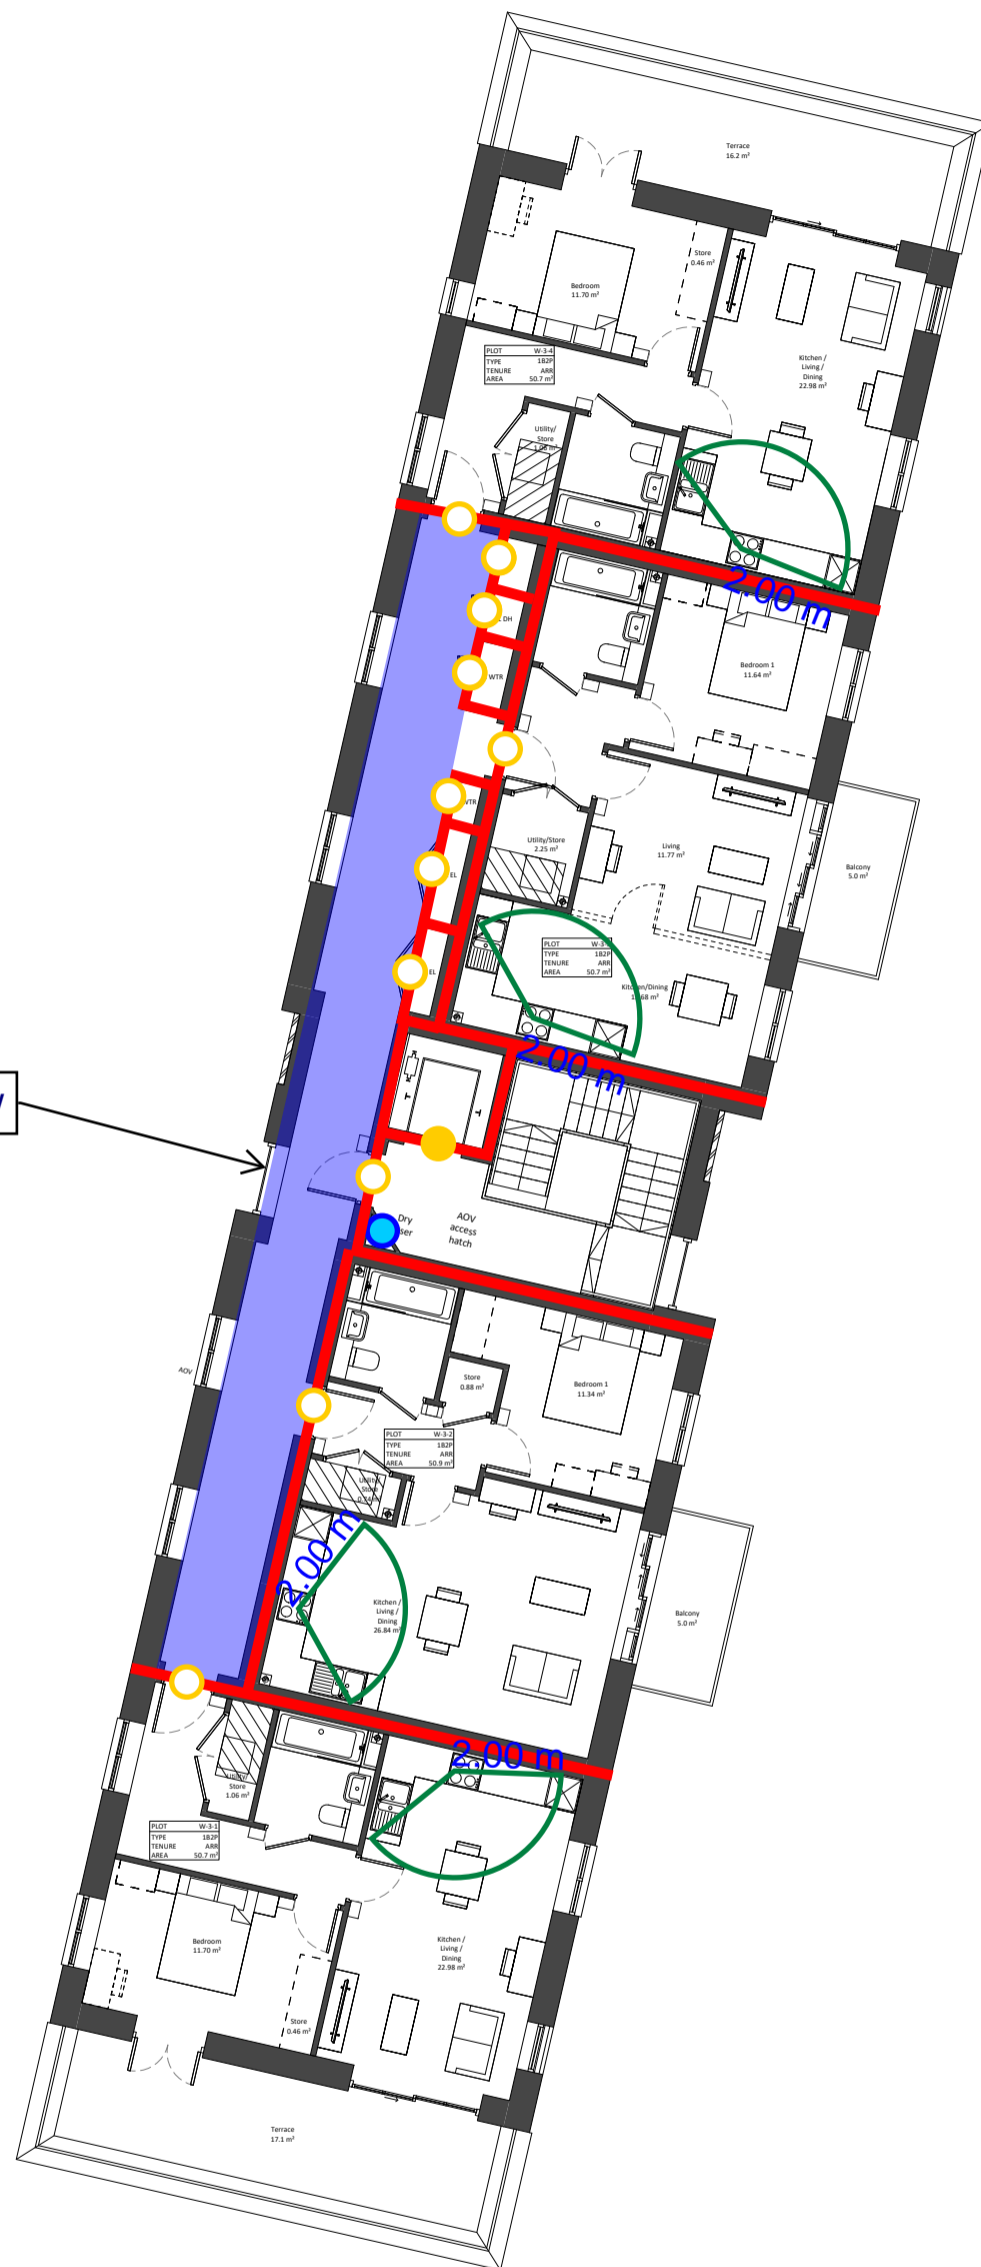 Terrace
16.2 m²
Store
0.46 m²
Bedroom
11.70 m²
PLOT W-3-4
TYPE 1B2P
TENURE ARR
AREA 50.7 m²
Kitchen /
Living /
Dining
22.98 m²
Utility/
Store
2.00 m
DH
WTR
Bedroom 1
11.64 m²
WTR
Utility/Store
2.25 m²
Living
11.77 m²
Balcony
5.0 m²
EL
PLOT
TYPE 1B2P
TENURE ARR
AREA 50.7 m²
EL
2.00 m
Dry
AOV
access
hatch
AOV
Store
0.88 m²
Bedroom 1
11.34 m²
PLOT W-3-2
TYPE 1B2P
TENURE ARR
AREA 50.9 m²
Store
2.00 m
Kitchen /
Living /
Dining
26.84 m²
Balcony
5.0 m²
2.00 m
Store
1.06 m²
PLOT W-3-1
TYPE 1B2P
TENURE ARR
AREA 50.7 m²
Bedroom
11.70 m²
Kitchen /
Living /
Dining
22.98 m²
Store
0.46 m²
Terrace
17.1 m²